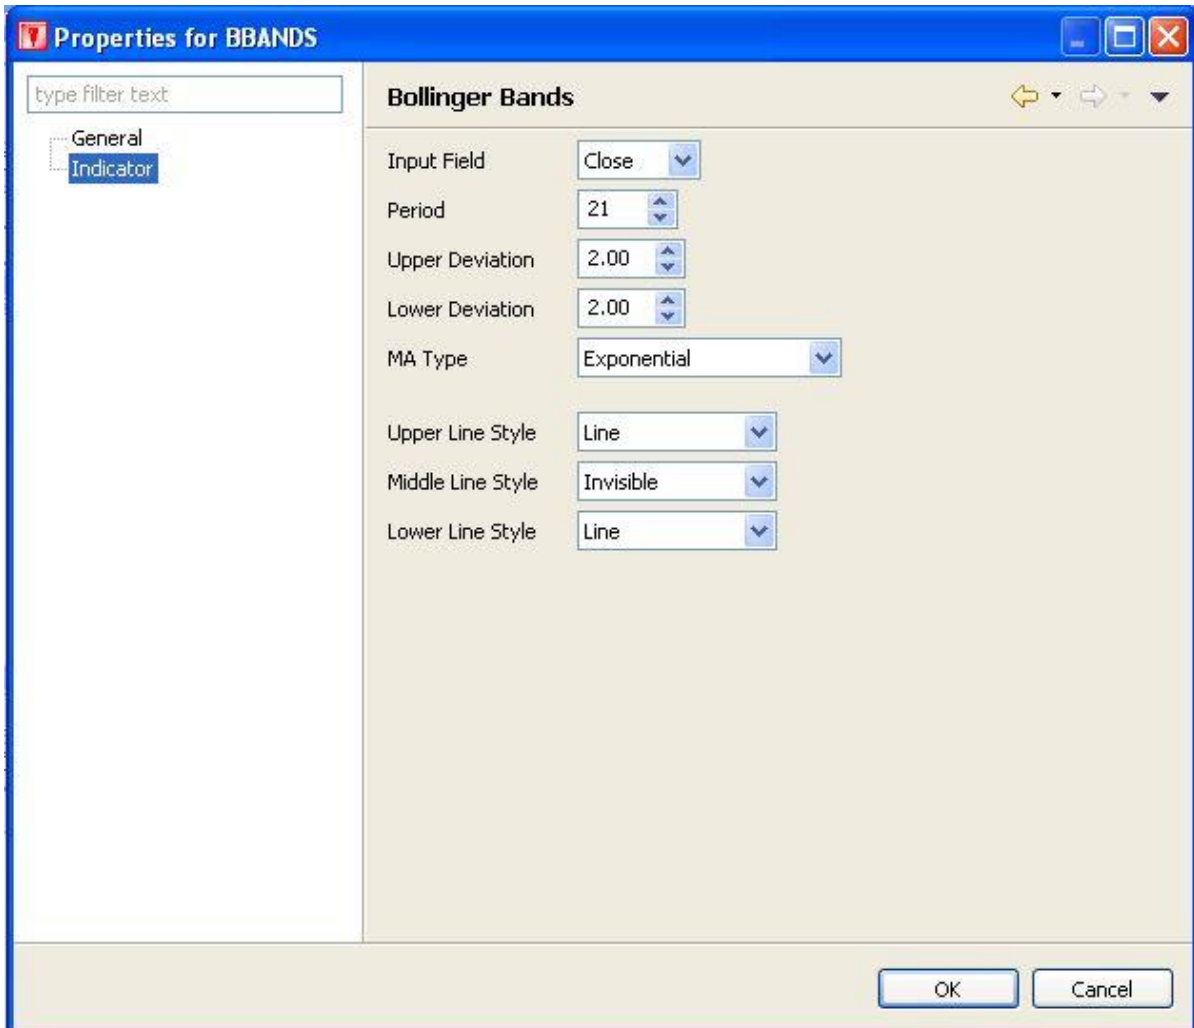 Properties for BBANDS
type filter text
General
Indicator
Bollinger Bands
Input Field Close
Period 21
Upper Deviation 2.00
Lower Deviation 2.00
MA Type Exponential
Upper Line Style Line
Middle Line Style Invisible
Lower Line Style Line
OK Cancel